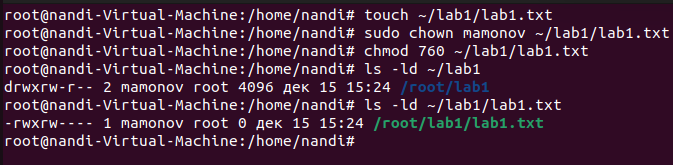 root@nandi-Virtual-Machine:/home/nandi# touch ~/lab1/lab1.txt
root@nandi-Virtual-Machine:/home/nandi# sudo chown mamonov ~/lab1/lab1.txt
root@nandi-Virtual-Machine:/home/nandi# chmod 760 ~/lab1/lab1.txt
root@nandi-Virtual-Machine:/home/nandi# ls -ld ~/lab1
drwxrw-r-- 2 mamonov root 4096 дек 15 15:24 /root/lab1
root@nandi-Virtual-Machine:/home/nandi# ls -ld ~/lab1/lab1.txt
-rwxrw---- 1 mamonov root 0 дек 15 15:24 /root/lab1/lab1.txt
root@nandi-Virtual-Machine:/home/nandi#